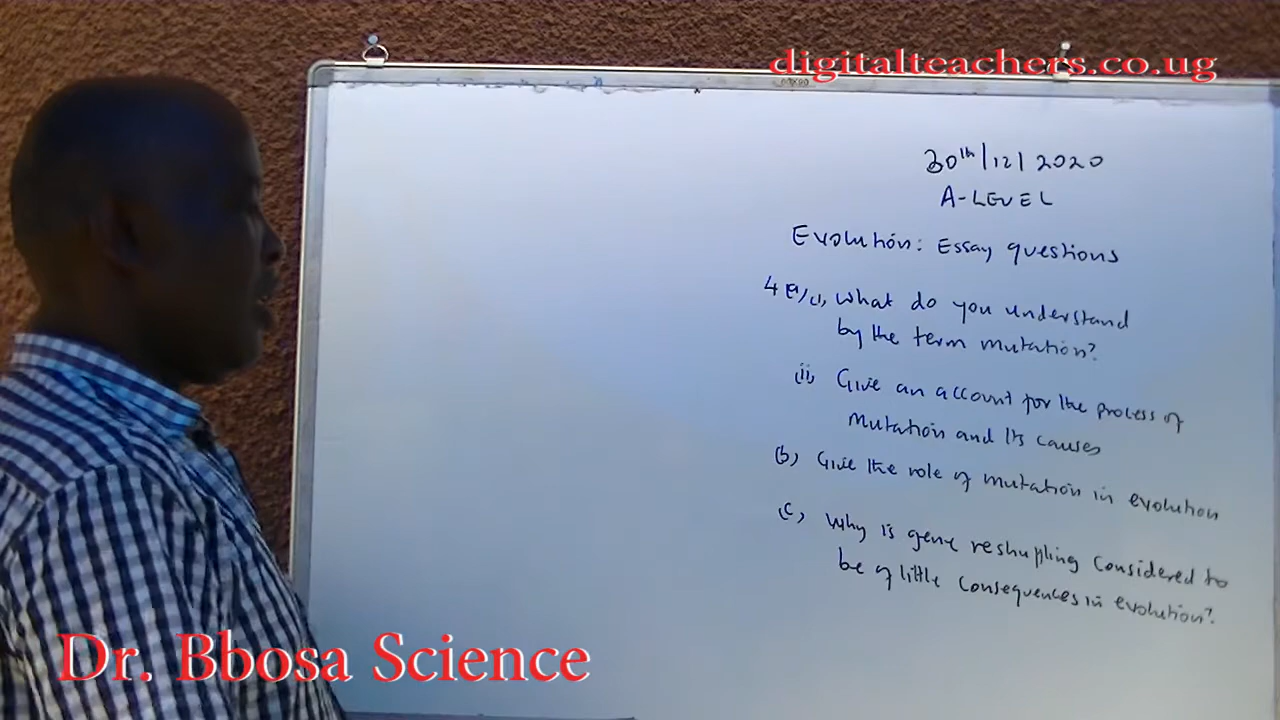 digitalteachers.co.ug
30th/12/2020
A-LEVEL
Evolution: Essay questions
4(a)(i) What do you understand
by the term mutation?
(ii) Give an account for the process of
Mutation and its causes
(b) Give the role of mutation in evolution
(c) Why is gene reshuffling considered to
be of little consequences in evolution?
Dr. Bbosa Science